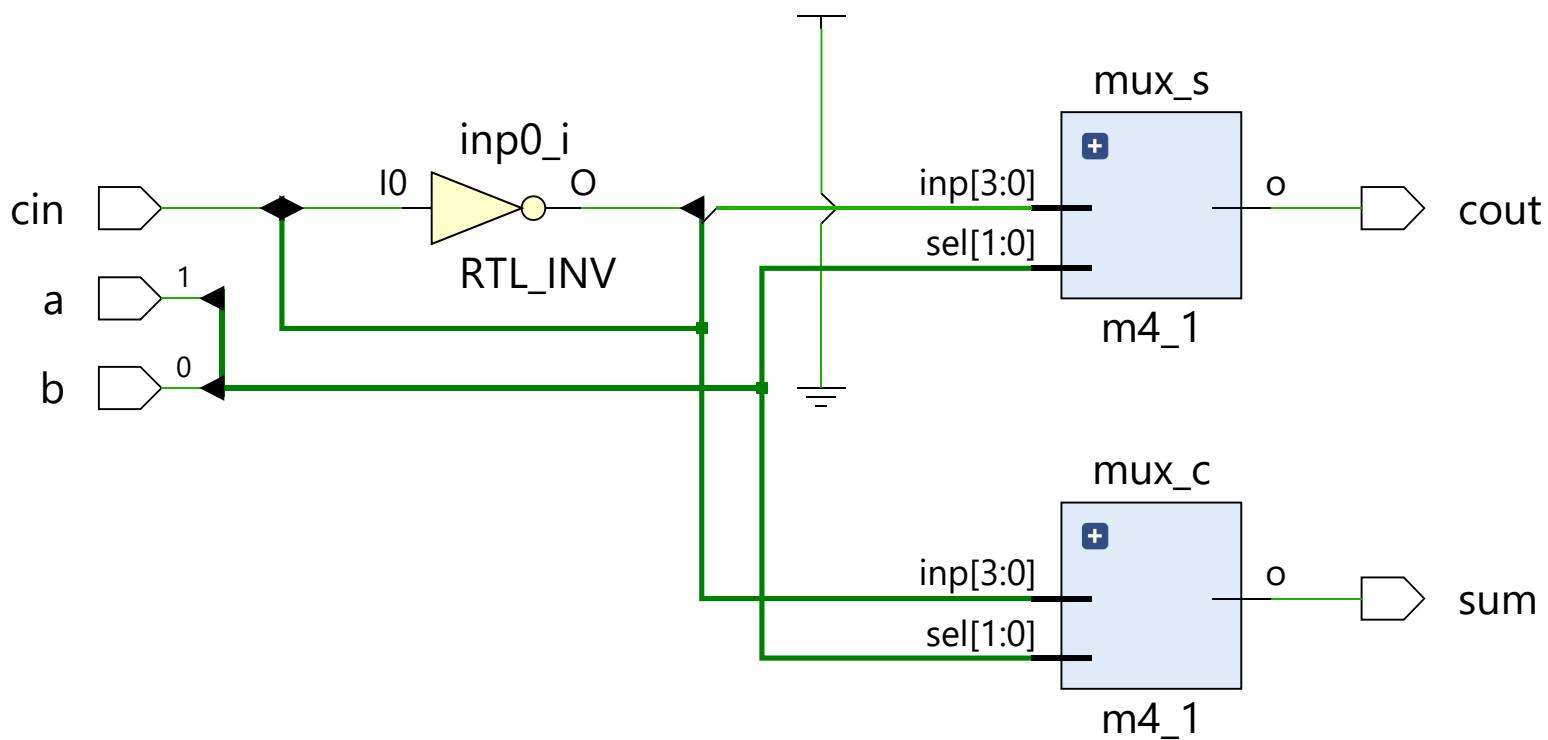 mux_s
inp0_i
cin
I0
O
inp[3:0]
o
cout
sel[1:0]
RTL_INV
1
a
m4_1
0
b
mux_c
inp[3:0]
o
sum
sel[1:0]
m4_1